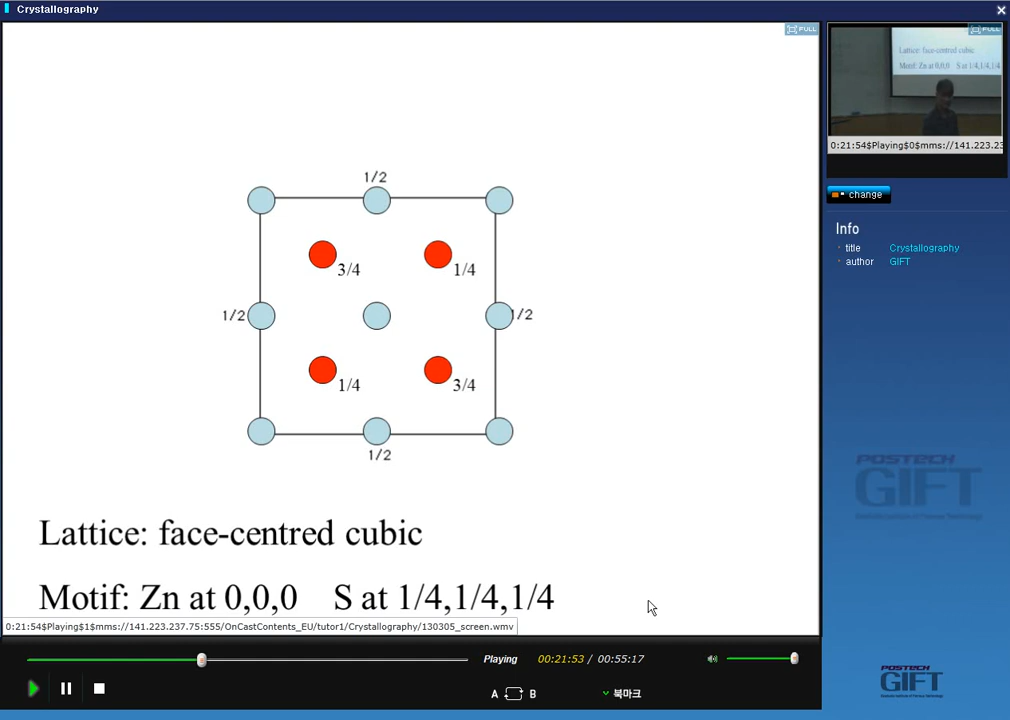 Crystallography
FULL
1/2
3/4
1/4
1/2
1/2
1/4
3/4
1/2
Lattice: face-centred cubic
Motif: Zn at 0,0,0 S at 1/4,1/4,1/4
0:21:54$Playing$1$mms://141.223.237.75:555/OnCastContents_EU/tutor1/Crystallography/130305_screen.wmv
Playing
00:21:53 / 00:55:17
A B
북마크
FULL
Lattice: face-centred cubic
Motif: Zn at 0,0,0 S at 1/4,1/4,1/4
0:21:54$Playing$0$mms://141.223.23
change
Info
title Crystallography
author GIFT
POSTECH
GIFT
POSTECH
GIFT